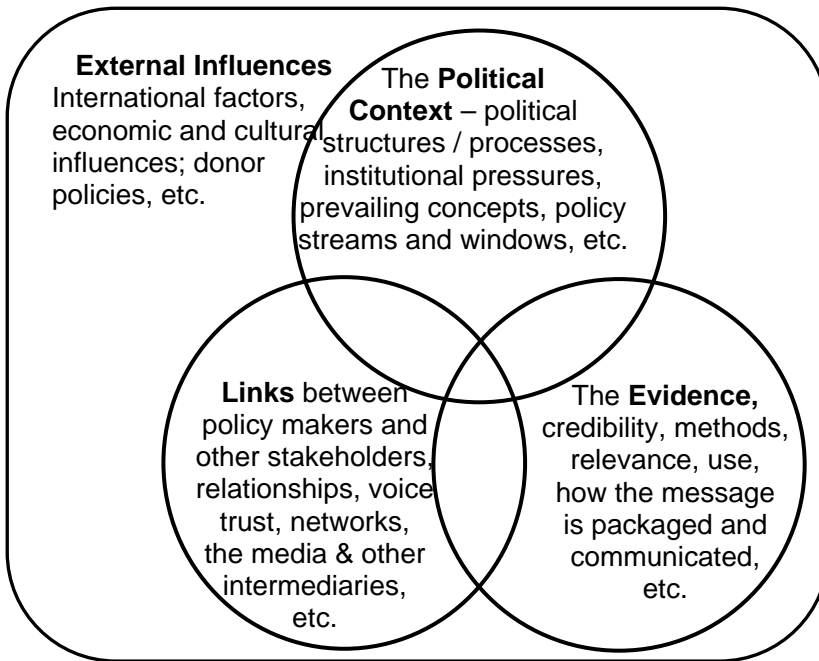 External Influences
International factors,
economic and cultural
influences; donor
policies, etc.
The Political
Context – political
structures / processes,
institutional pressures,
prevailing concepts, policy
streams and windows, etc.
Links between
policy makers and
other stakeholders,
relationships, voice
trust, networks,
the media & other
intermediaries,
etc.
The Evidence,
credibility, methods,
relevance, use,
how the message
is packaged and
communicated,
etc.